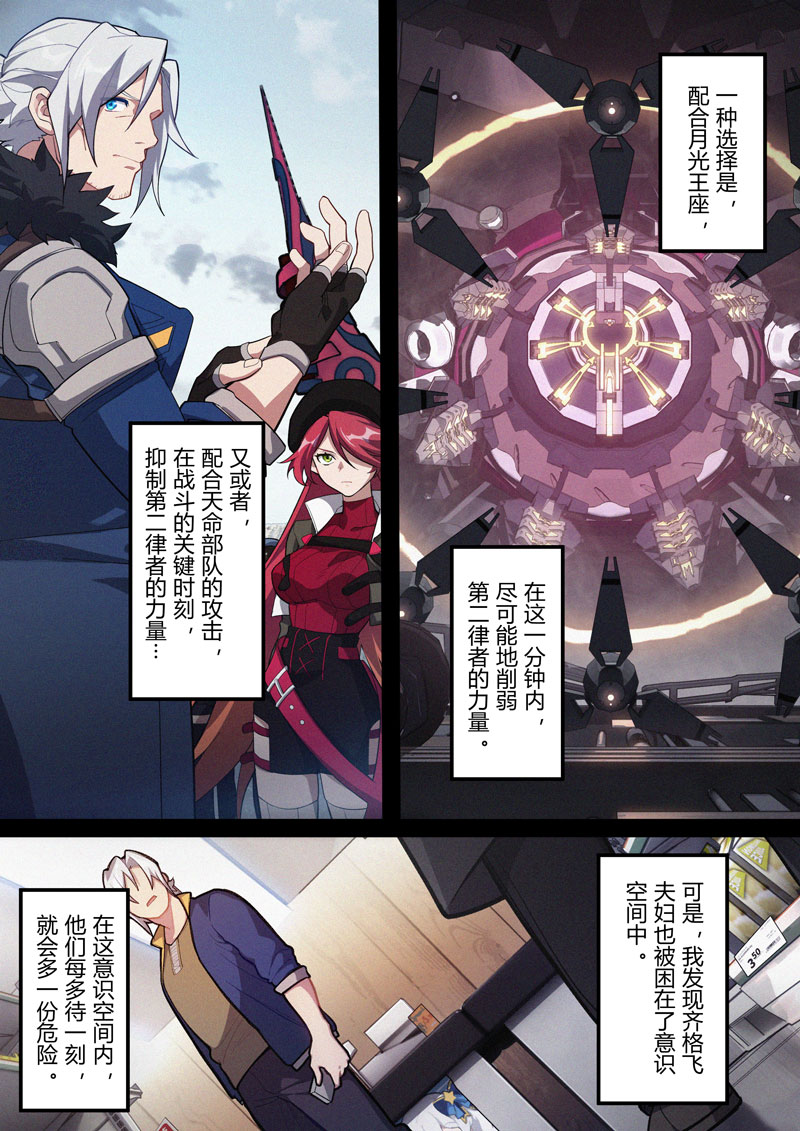 一种选择是，
配合月光王座，
在这一分钟内，
尽可能地削弱
第二律者的力量。
又或者，
配合天命部队的攻击，
在战斗的关键时刻，
抑制第二律者的力量…
可是，我发现齐格飞
夫妇也被困在了意识
空间中。
3.50
在这意识空间内，
他们每多待一刻，
就会多一份危险。